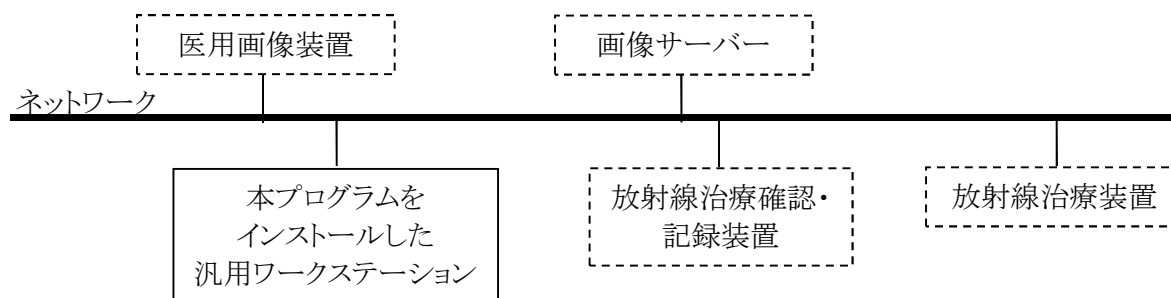 医用画像装置
画像サーバー
ネットワーク
本プログラムを
インストールした
汎用ワークステーション
放射線治療確認・
記録装置
放射線治療装置